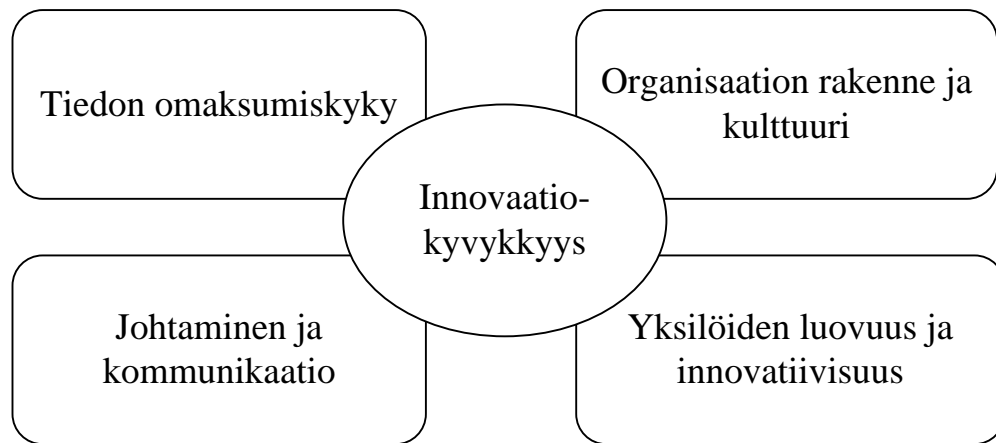 Tiedon omaksumiskyky
Organisaation rakenne ja
kulttuuri
Innovaatio-
kyvykkyys
Johtaminen ja
kommunikaatio
Yksilöiden luovuus ja
innovatiivisuus